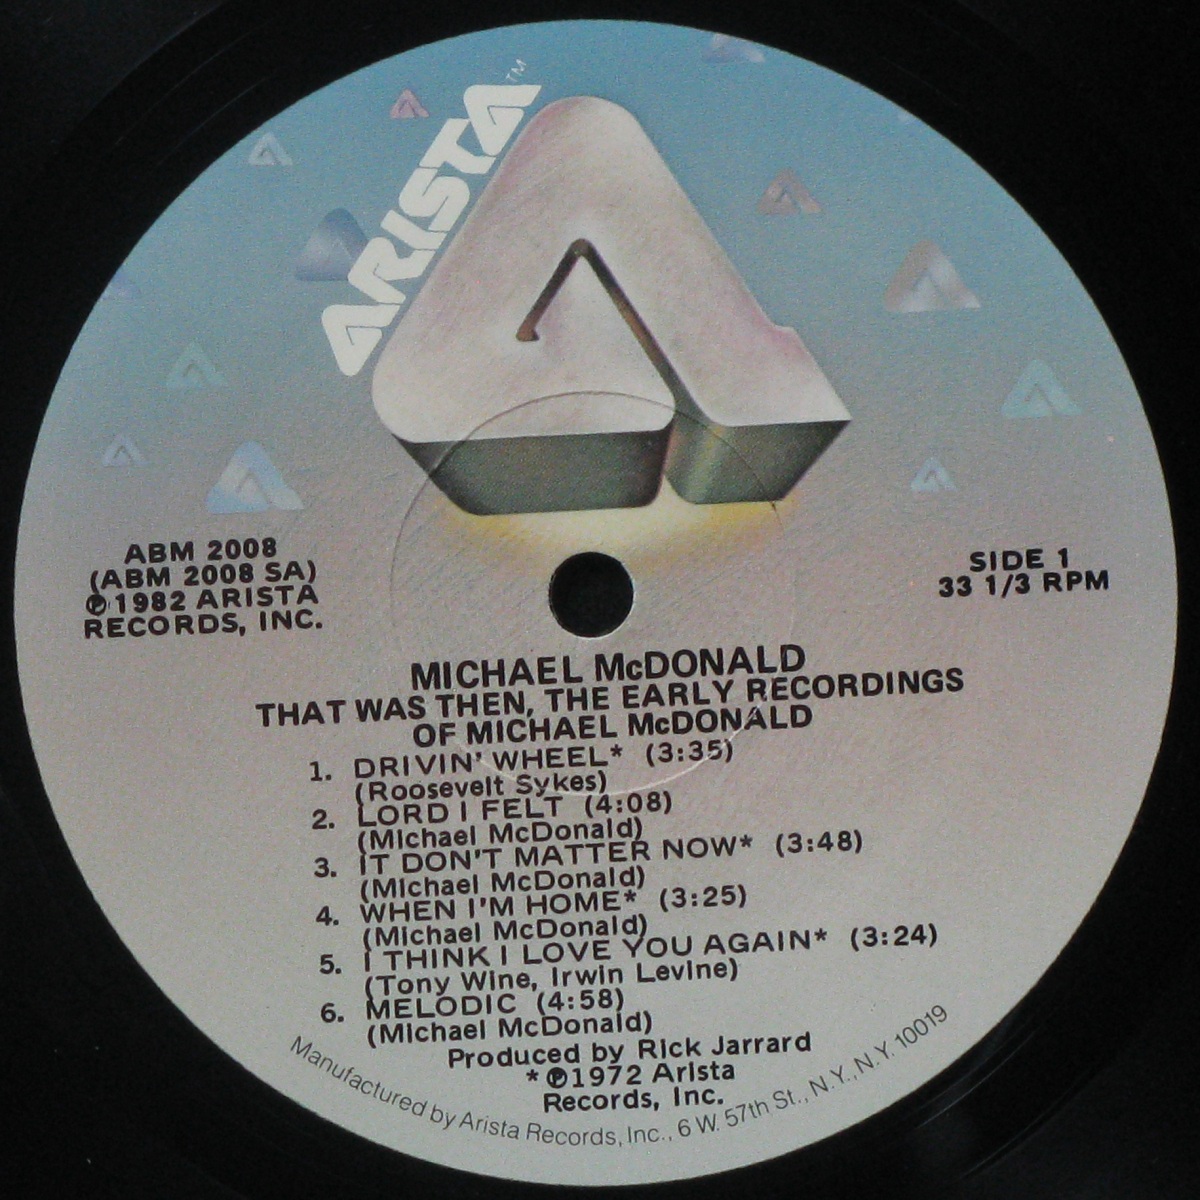 ARISTA™
ABM 2008
(ABM 2008 SA)
℗1982 ARISTA
RECORDS, INC.
SIDE 1
33 1/3 RPM
MICHAEL McDONALD
THAT WAS THEN, THE EARLY RECORDINGS
OF MICHAEL McDONALD
1. DRIVIN' WHEEL* (3:35)
(Roosevelt Sykes)
2. LORD I FELT (4:08)
(Michael McDonald)
3. IT DON'T MATTER NOW* (3:48)
(Michael McDonald)
4. WHEN I'M HOME* (3:25)
(Michael McDonald)
5. I THINK I LOVE YOU AGAIN* (3:24)
(Tony Wine, Irwin Levine)
6. MELODIC (4:58)
(Michael McDonald)
Produced by Rick Jarrard
*℗1972 Arista
Records, Inc.
Manufactured by Arista Records, Inc., 6 W. 57th St., N.Y., N.Y. 10019